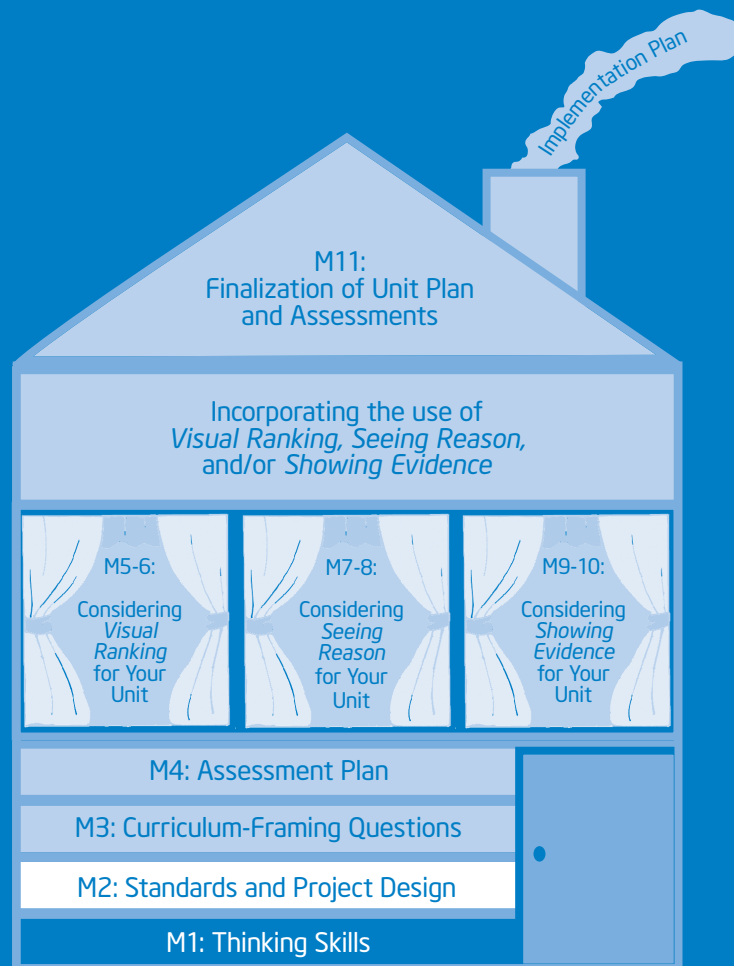 Implementation Plan
M11:
Finalization of Unit Plan
and Assessments
Incorporating the use of
Visual Ranking, Seeing Reason,
and/or Showing Evidence
M5-6:
Considering
Visual
Ranking
for Your
Unit
M7-8:
Considering
Seeing
Reason
for Your
Unit
M9-10:
Considering
Showing
Evidence
for Your
Unit
M4: Assessment Plan
M3: Curriculum-Framing Questions
M2: Standards and Project Design
M1: Thinking Skills